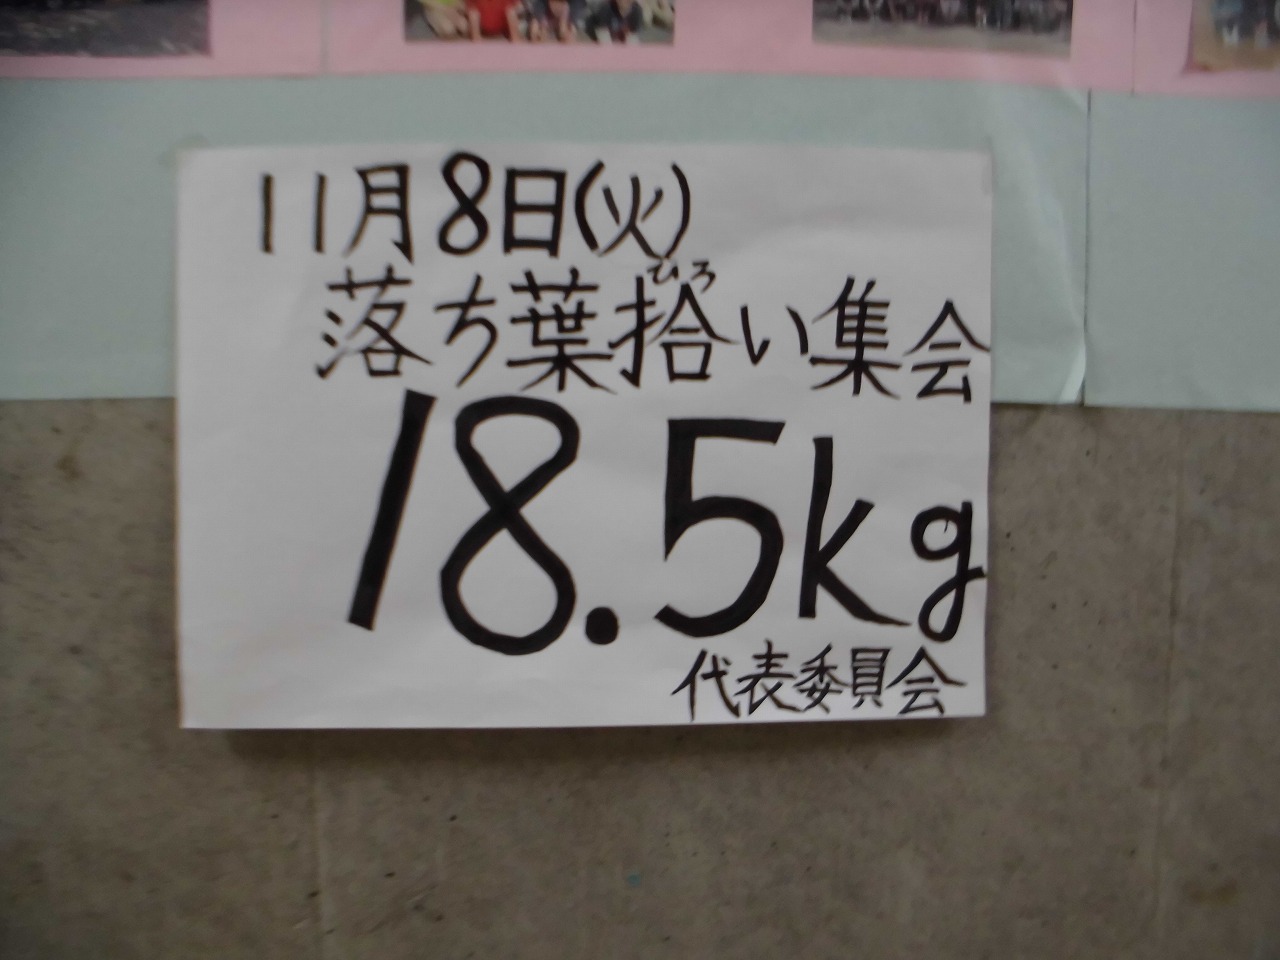 11月8日(火)
落ち葉拾い集会
ひろ
18.5kg
代表委員会